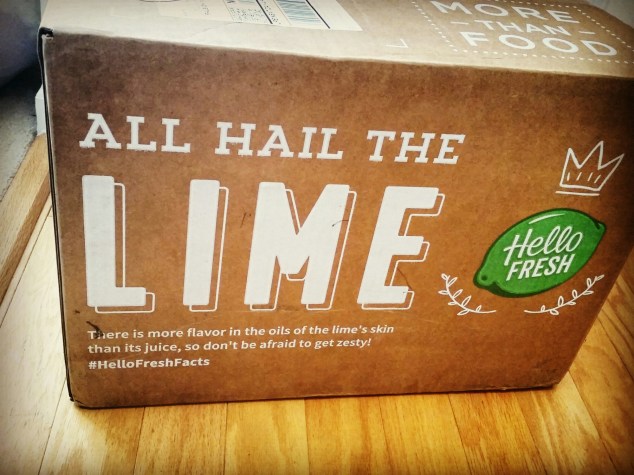 MORE
THAN
FOOD
ALL HAIL THE
LIME
Hello
FRESH
There is more flavor in the oils of the lime's skin
than its juice, so don't be afraid to get zesty!
#HelloFreshFacts